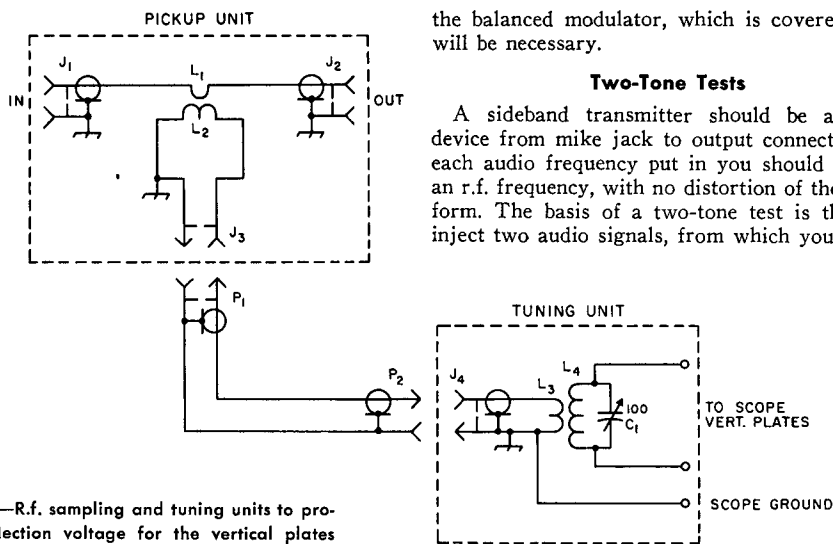 PICKUP UNIT
J1
L1
J2
IN
OUT
L2
J3
P1
P2
the balanced modulator, which is covere
will be necessary.
Two-Tone Tests
A sideband transmitter should be a
device from mike jack to output connect
each audio frequency put in you should
an r.f. frequency, with no distortion of the
form. The basis of a two-tone test is th
inject two audio signals, from which you
TUNING UNIT
J4
L3
L4
100
C1
TO SCOPE
VERT. PLATES
SCOPE GROUND
—R.f. sampling and tuning units to pro-
lection voltage for the vertical plates